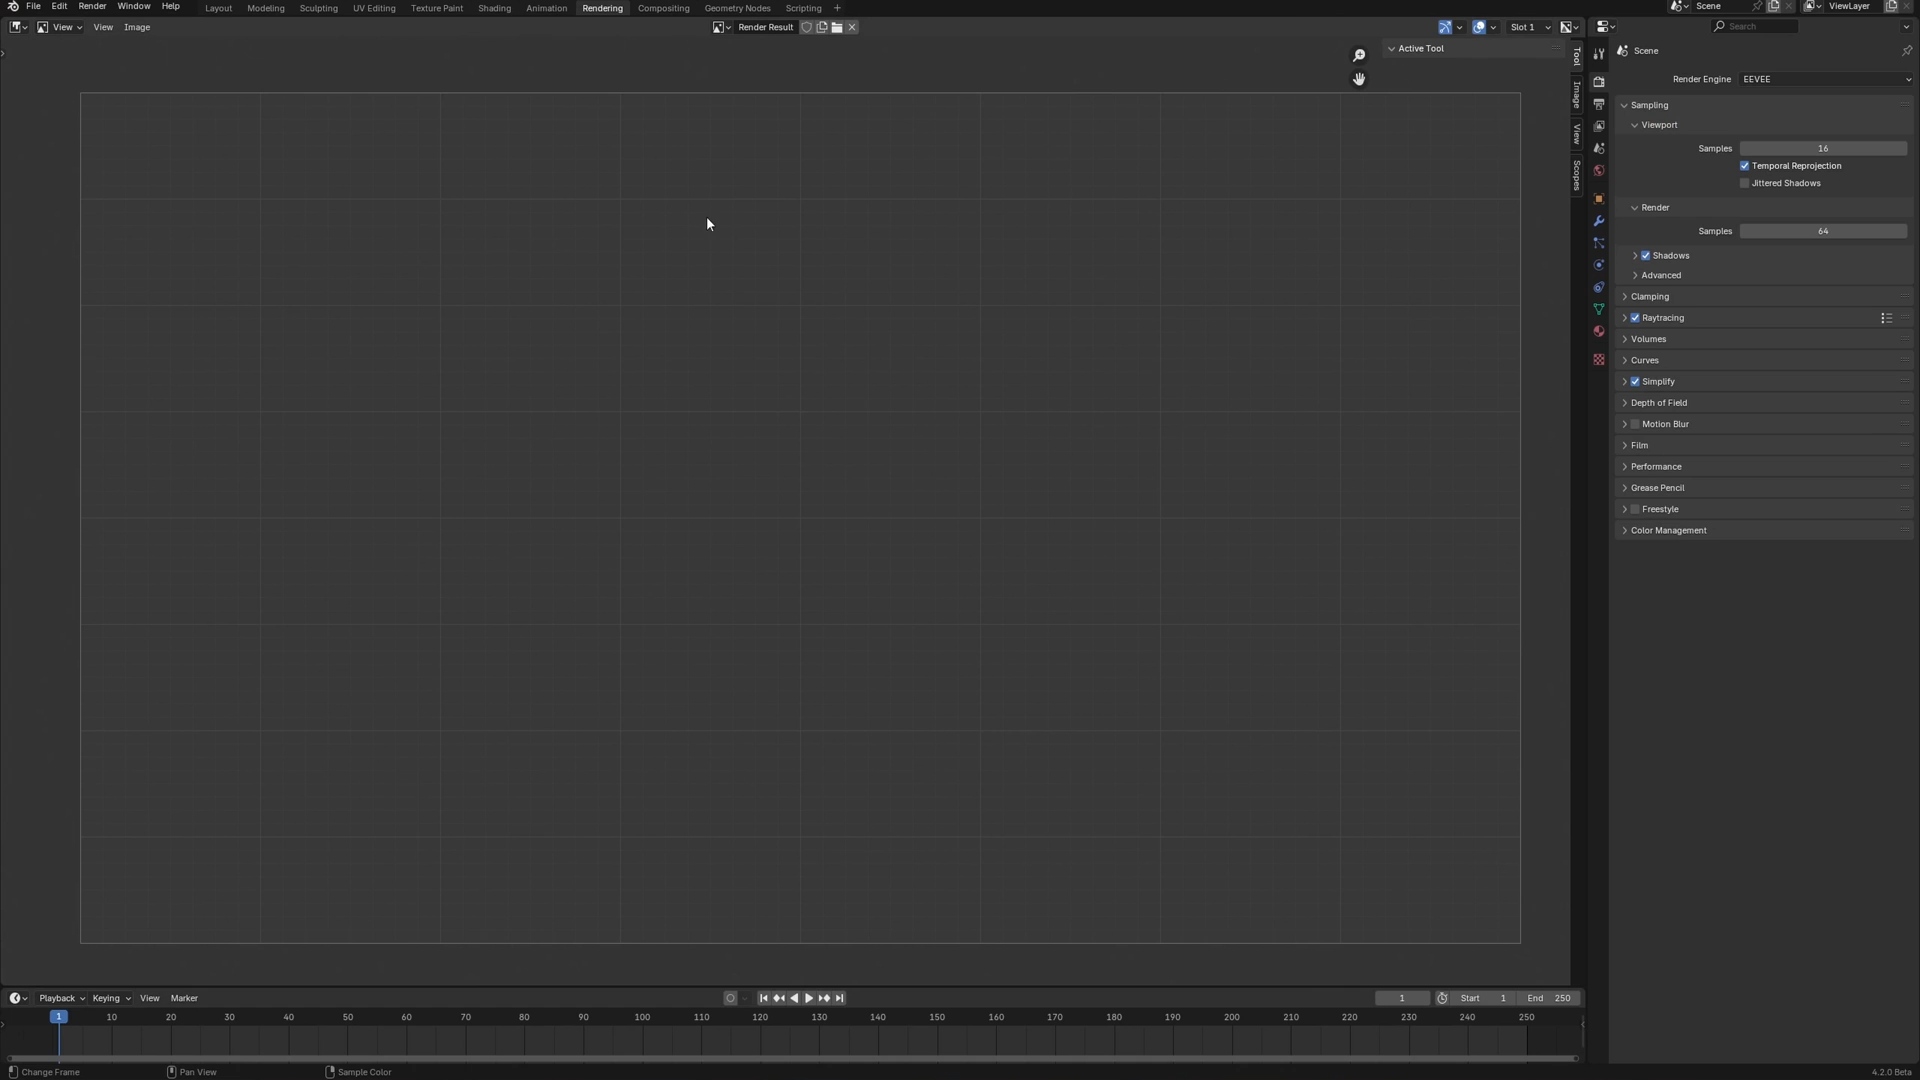 File Edit Render Window Help Layout Modeling Sculpting UV Editing Texture Paint Shading Animation Rendering Compositing Geometry Nodes Scripting + Scene ViewLayer
View View Image Render Result Slot 1 Search
Active Tool
Tool
Image
View
Scopes
Scene
Render Engine EEVEE
Sampling
Viewport
Samples 16
Temporal Reprojection
Jittered Shadows
Render
Samples 64
Shadows
Advanced
Clamping
Raytracing
Volumes
Curves
Simplify
Depth of Field
Motion Blur
Film
Performance
Grease Pencil
Freestyle
Color Management
Playback Keying View Marker 1 Start 1 End 250
1 10 20 30 40 50 60 70 80 90 100 110 120 130 140 150 160 170 180 190 200 210 220 230 240 250
Change Frame Pan View Sample Color 4.2.0 Beta